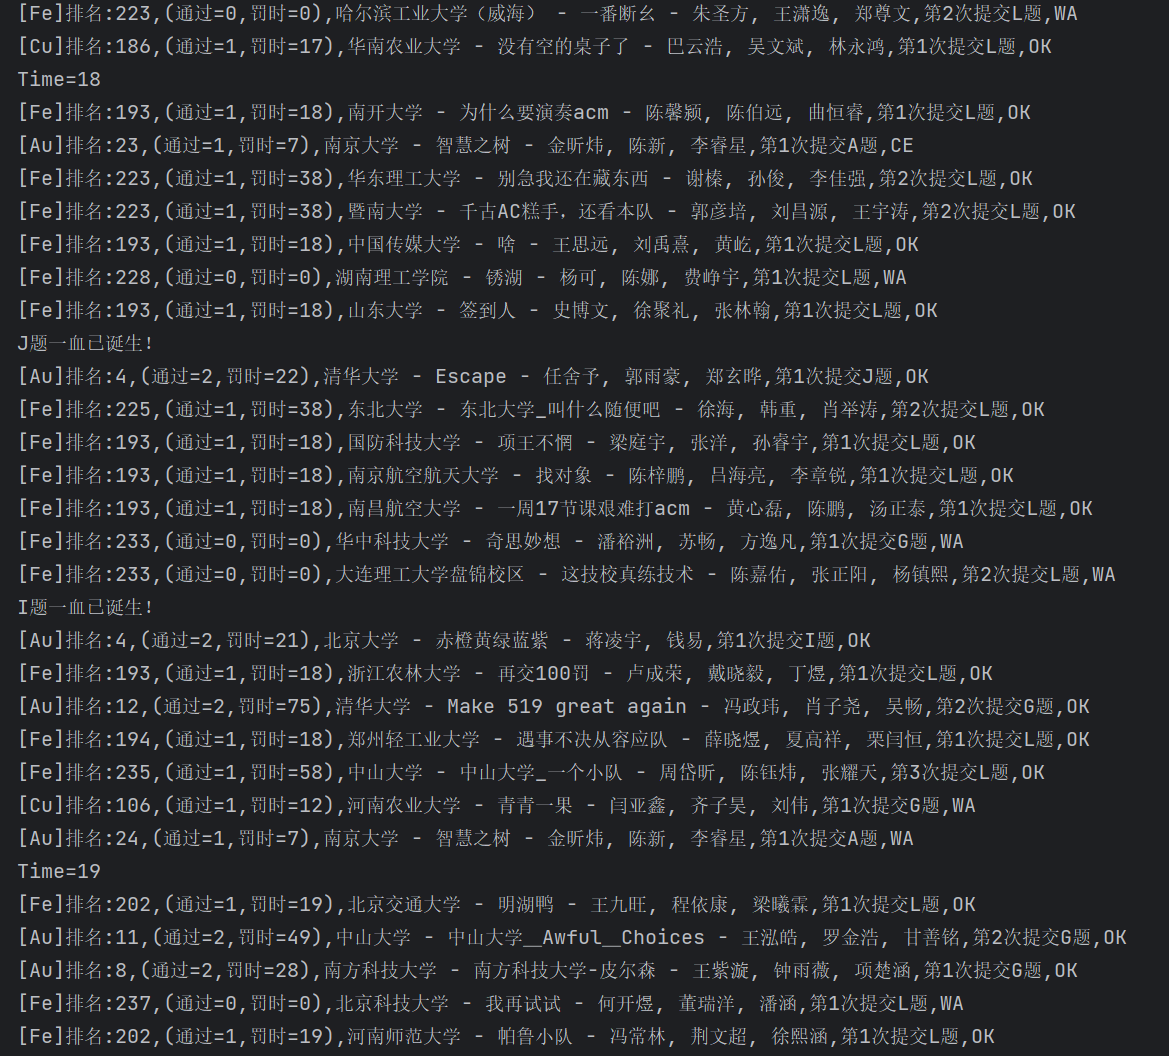 [Fe]排名:223,(通过=0,罚时=0),哈尔滨工业大学（威海） - 一番断幺 - 朱圣方, 王潇逸, 郑尊文,第2次提交L题,WA
[Cu]排名:186,(通过=1,罚时=17),华南农业大学 - 没有空的桌子了 - 巴云浩, 吴文斌, 林永鸿,第1次提交L题,OK
Time=18
[Fe]排名:193,(通过=1,罚时=18),南开大学 - 为什么要演奏acm - 陈馨颍, 陈伯远, 曲恒睿,第1次提交L题,OK
[Au]排名:23,(通过=1,罚时=7),南京大学 - 智慧之树 - 金昕炜, 陈新, 李睿星,第1次提交A题,CE
[Fe]排名:223,(通过=1,罚时=38),华东理工大学 - 别急我还在藏东西 - 谢榛, 孙俊, 李佳强,第2次提交L题,OK
[Fe]排名:223,(通过=1,罚时=38),暨南大学 - 千古AC糕手，还看本队 - 郭彦培, 刘昌源, 王宇涛,第2次提交L题,OK
[Fe]排名:193,(通过=1,罚时=18),中国传媒大学 - 啥 - 王思远, 刘禹熹, 黄屹,第1次提交L题,OK
[Fe]排名:228,(通过=0,罚时=0),湖南理工学院 - 锈湖 - 杨可, 陈娜, 费峥宇,第1次提交L题,WA
[Fe]排名:193,(通过=1,罚时=18),山东大学 - 签到人 - 史博文, 徐聚礼, 张林翰,第1次提交L题,OK
J题一血已诞生!
[Au]排名:4,(通过=2,罚时=22),清华大学 - Escape - 任舍予, 郭雨豪, 郑玄晔,第1次提交J题,OK
[Fe]排名:225,(通过=1,罚时=38),东北大学 - 东北大学_叫什么随便吧 - 徐海, 韩重, 肖举涛,第2次提交L题,OK
[Fe]排名:193,(通过=1,罚时=18),国防科技大学 - 项王不惘 - 梁庭宇, 张洋, 孙睿宇,第1次提交L题,OK
[Fe]排名:193,(通过=1,罚时=18),南京航空航天大学 - 找对象 - 陈梓鹏, 吕海亮, 李章锐,第1次提交L题,OK
[Fe]排名:193,(通过=1,罚时=18),南昌航空大学 - 一周17节课艰难打acm - 黄心磊, 陈鹏, 汤正泰,第1次提交L题,OK
[Fe]排名:233,(通过=0,罚时=0),华中科技大学 - 奇思妙想 - 潘裕洲, 苏畅, 方逸凡,第1次提交G题,WA
[Fe]排名:233,(通过=0,罚时=0),大连理工大学盘锦校区 - 这技校真练技术 - 陈嘉佑, 张正阳, 杨镇熙,第2次提交L题,WA
I题一血已诞生!
[Au]排名:4,(通过=2,罚时=21),北京大学 - 赤橙黄绿蓝紫 - 蒋凌宇, 钱易,第1次提交I题,OK
[Fe]排名:193,(通过=1,罚时=18),浙江农林大学 - 再交100罚 - 卢成荣, 戴晓毅, 丁煜,第1次提交L题,OK
[Au]排名:12,(通过=2,罚时=75),清华大学 - Make 519 great again - 冯政玮, 肖子尧, 吴畅,第2次提交G题,OK
[Fe]排名:194,(通过=1,罚时=18),郑州轻工业大学 - 遇事不决从容应队 - 薛晓煜, 夏高祥, 栗闫恒,第1次提交L题,OK
[Fe]排名:235,(通过=1,罚时=58),中山大学 - 中山大学_一个小队 - 周岱昕, 陈钰炜, 张耀天,第3次提交L题,OK
[Cu]排名:106,(通过=1,罚时=12),河南农业大学 - 青青一果 - 闫亚鑫, 齐子昊, 刘伟,第1次提交G题,WA
[Au]排名:24,(通过=1,罚时=7),南京大学 - 智慧之树 - 金昕炜, 陈新, 李睿星,第1次提交A题,WA
Time=19
[Fe]排名:202,(通过=1,罚时=19),北京交通大学 - 明湖鸭 - 王九旺, 程依康, 梁曦霖,第1次提交L题,OK
[Au]排名:11,(通过=2,罚时=49),中山大学 - 中山大学__Awful__Choices - 王泓皓, 罗金浩, 甘善铭,第2次提交G题,OK
[Au]排名:8,(通过=2,罚时=28),南方科技大学 - 南方科技大学-皮尔森 - 王紫漩, 钟雨薇, 项楚涵,第1次提交G题,OK
[Fe]排名:237,(通过=0,罚时=0),北京科技大学 - 我再试试 - 何开煜, 董瑞洋, 潘涵,第1次提交L题,WA
[Fe]排名:202,(通过=1,罚时=19),河南师范大学 - 帕鲁小队 - 冯常林, 荆文超, 徐熙涵,第1次提交L题,OK